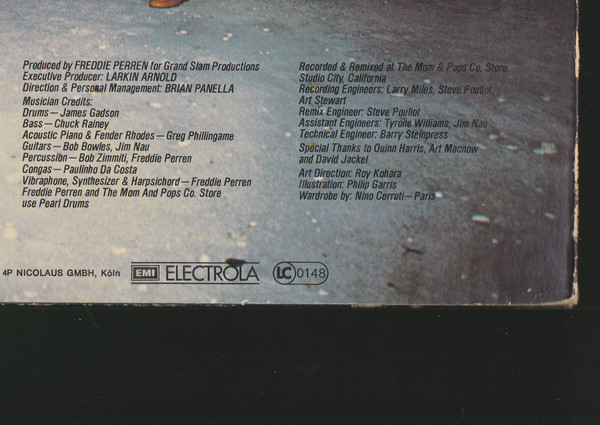 Produced by FREDDIE PERREN for Grand Slam Productions
Executive Producer: LARKIN ARNOLD
Direction & Personal Management: BRIAN PANELLA
Musician Credits:
Drums—James Gadson
Bass—Chuck Rainey
Acoustic Piano & Fender Rhodes—Greg Phillingame
Guitars—Bob Bowles, Jim Nau
Percussion—Bob Zimmiti, Freddie Perren
Congas—Paulinho Da Costa
Vibraphone, Synthesizer & Harpsichord—Freddie Perren
Freddie Perren and The Mom And Pops Co. Store
use Pearl Drums
Recorded & Remixed at The Mom & Pops Co. Store
Studio City, California
Recording Engineers: Larry Miles, Steve Pouliot,
Art Stewart
Remix Engineer: Steve Pouliot
Assistant Engineers: Tyrone Williams, Jim Nau
Technical Engineer: Barry Steinpress
Special Thanks to Quinn Harris, Art Macnow
and David Jackel
Art Direction: Roy Kohara
Illustration: Philip Garris
Wardrobe by: Nino Cerruti—Paris
4P NICOLAUS GMBH, Köln EMI ELECTROLA LC 0148